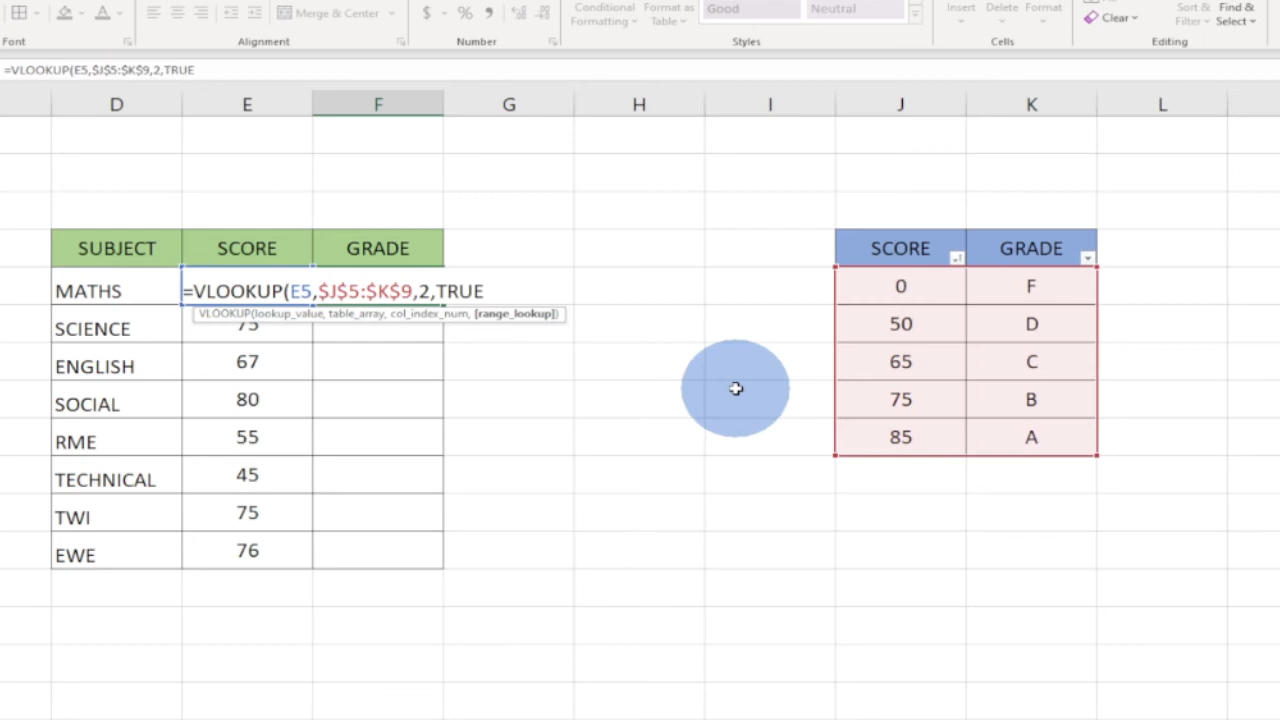 Merge & Center
$ % ,
Conditional
Formatting
Format as
Table
Good
Neutral
Insert
Delete
Format
Clear
Sort &
Filter
Find &
Select
Font
Alignment
Number
Styles
Cells
Editing
=VLOOKUP(E5,$J$5:$K$9,2,TRUE
D E F G H I J K L
SUBJECT SCORE GRADE
SCORE GRADE
MATHS =VLOOKUP(E5,$J$5:$K$9,2,TRUE
0 F
VLOOKUP(lookup_value, table_array, col_index_num, [range_lookup])
SCIENCE 73
50 D
ENGLISH 67
65 C
SOCIAL 80
75 B
RME 55
85 A
TECHNICAL 45
TWI 75
EWE 76